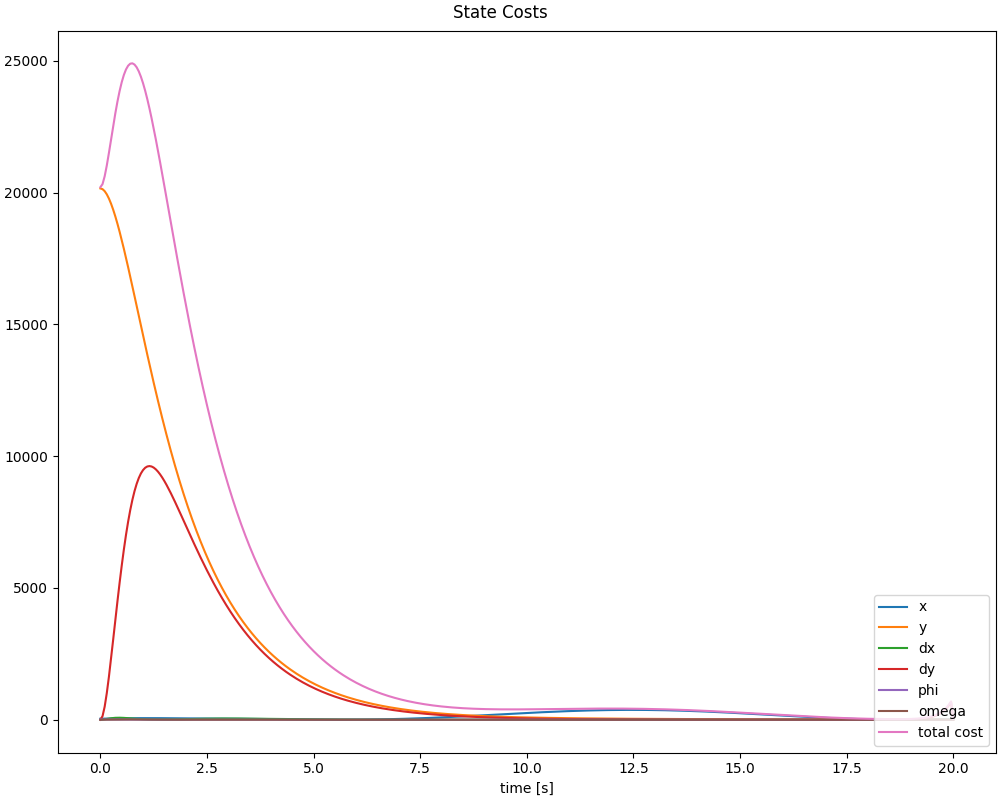 State Costs
25000
20000
15000
10000
5000
0
x
y
dx
dy
phi
omega
total cost
0.0 2.5 5.0 7.5 10.0 12.5 15.0 17.5 20.0
time [s]